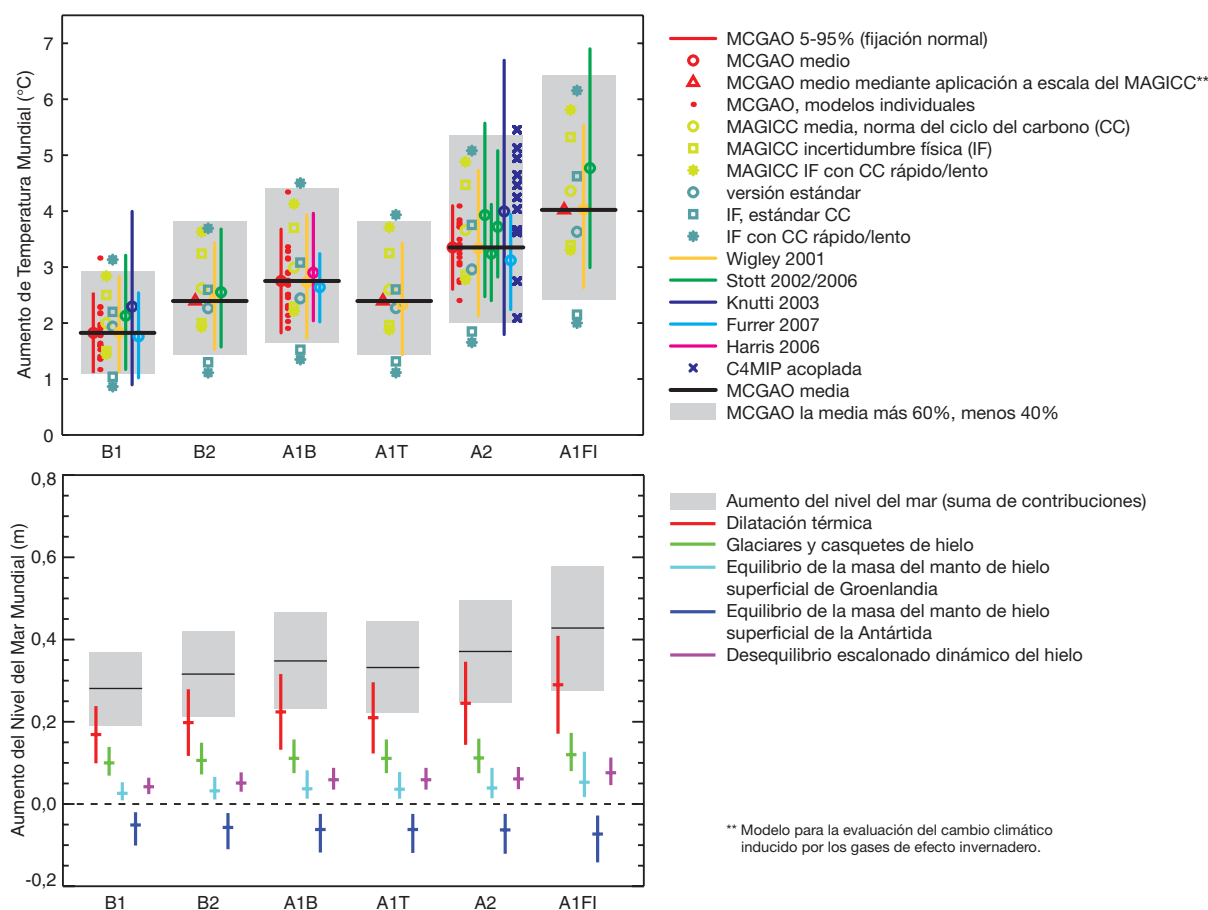 Aumento de Temperatura Mundial (°C)
7
6
5
4
3
2
1
0
B1 B2 A1B A1T A2 A1FI
MCGAO 5-95% (fijación normal)
MCGAO medio
MCGAO medio mediante aplicación a escala del MAGICC**
MCGAO, modelos individuales
MAGICC media, norma del ciclo del carbono (CC)
MAGICC incertidumbre física (IF)
MAGICC IF con CC rápido/lento
versión estándar
IF, estándar CC
IF con CC rápido/lento
Wigley 2001
Stott 2002/2006
Knutti 2003
Furrer 2007
Harris 2006
C4MIP acoplada
MCGAO media
MCGAO la media más 60%, menos 40%
Aumento del Nivel del Mar Mundial (m)
0,8
0,6
0,4
0,2
0,0
-0,2
B1 B2 A1B A1T A2 A1FI
Aumento del nivel del mar (suma de contribuciones)
Dilatación térmica
Glaciares y casquetes de hielo
Equilibrio de la masa del manto de hielo
superficial de Groenlandia
Equilibrio de la masa del manto de hielo
superficial de la Antártida
Desequilibrio escalonado dinámico del hielo
** Modelo para la evaluación del cambio climático
inducido por los gases de efecto invernadero.